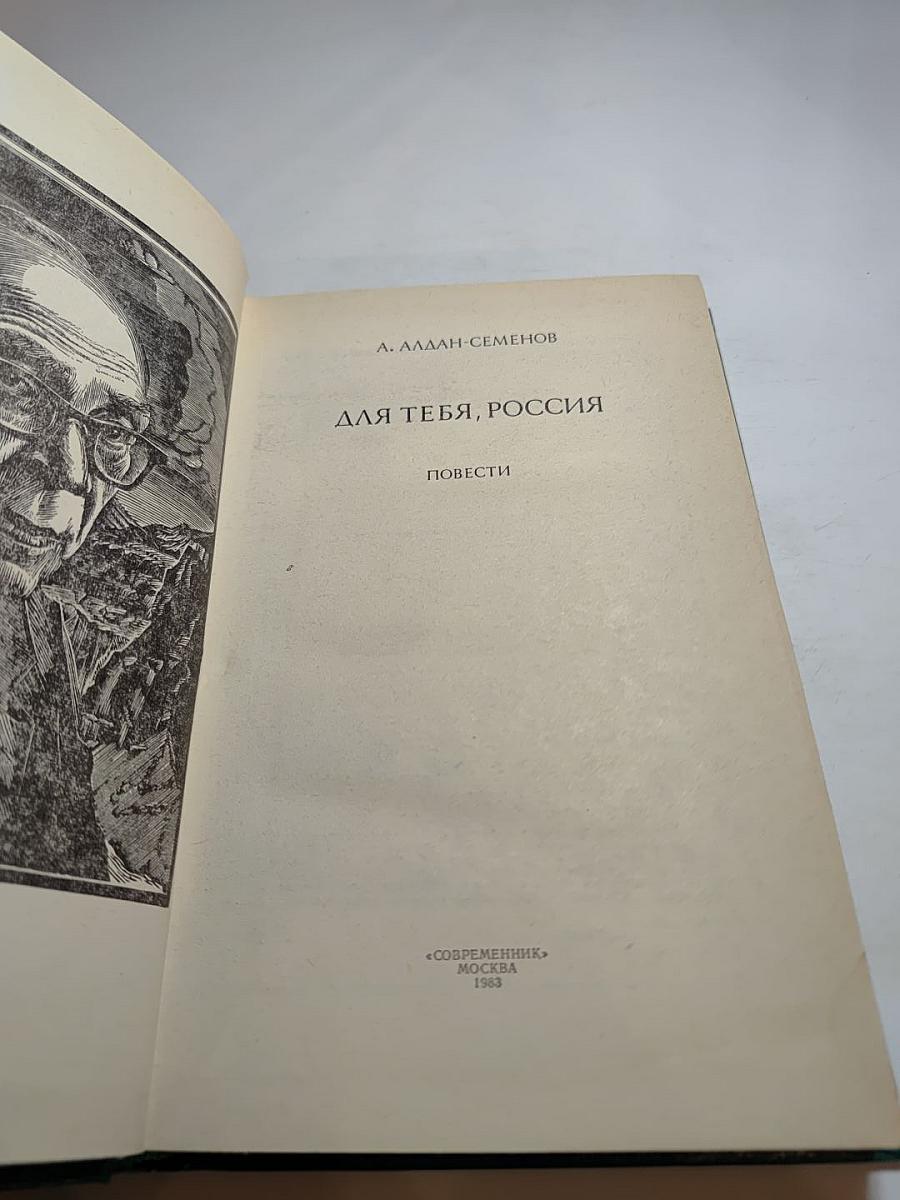 А. АЛДАН-СЕМЕНОВ
ДЛЯ ТЕБЯ, РОССИЯ
ПОВЕСТИ
«СОВРЕМЕННИК»
МОСКВА
1983